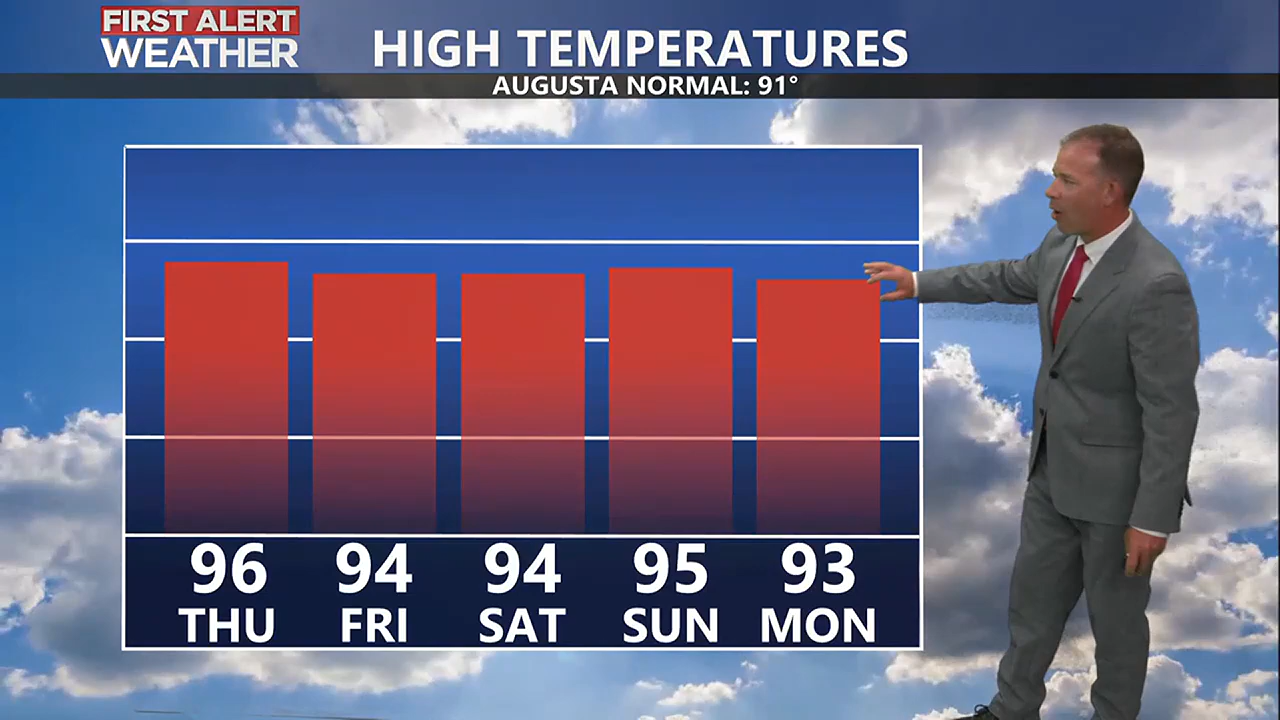 FIRST ALERT
WEATHER
HIGH TEMPERATURES
AUGUSTA NORMAL: 91°
96 94 94 95 93
THU FRI SAT SUN MON